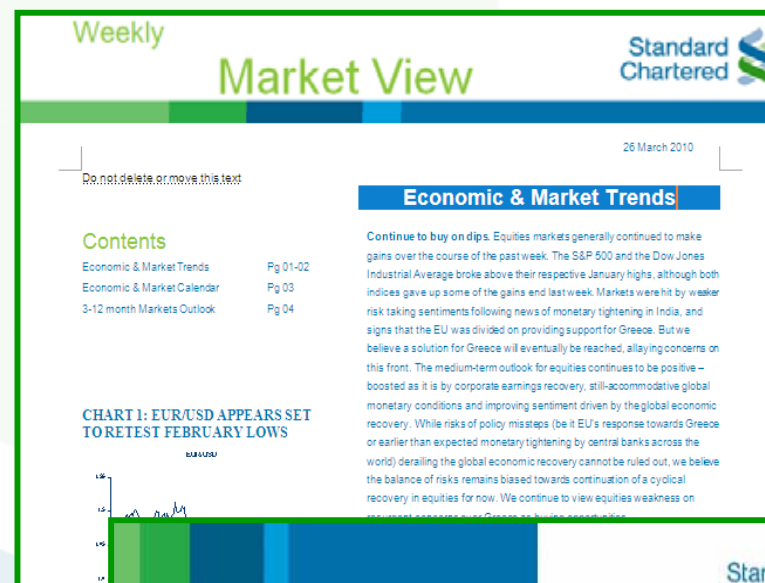 Weekly
Market View
Standard
Chartered
26 March 2010
Do not delete or move this text
Contents
Economic & Market Trends Pg 01-02
Economic & Market Calendar Pg 03
3-12 month Markets Outlook Pg 04
CHART 1: EUR/USD APPEARS SET
TO RETEST FEBRUARY LOWS
EUR/USD
Economic & Market Trends
Continue to buy on dips. Equities markets generally continued to make
gains over the course of the past week. The S&P 500 and the Dow Jones
Industrial Average broke above their respective January highs, although both
indices gave up some of the gains end last week. Markets were hit by weaker
risk taking sentiments following news of monetary tightening in India, and
signs that the EU was divided on providing support for Greece. But we
believe a solution for Greece will eventually be reached, allaying concerns on
this front. The medium-term outlook for equities continues to be positive –
boosted as it is by corporate earnings recovery, still-accommodative global
monetary conditions and improving sentiment driven by the global economic
recovery. While risks of policy missteps (be it EU's response towards Greece
or earlier than expected monetary tightening by central banks across the
world) derailing the global economic recovery cannot be ruled out, we believe
the balance of risks remains biased towards continuation of a cyclical
recovery in equities for now. We continue to view equities weakness on
Star